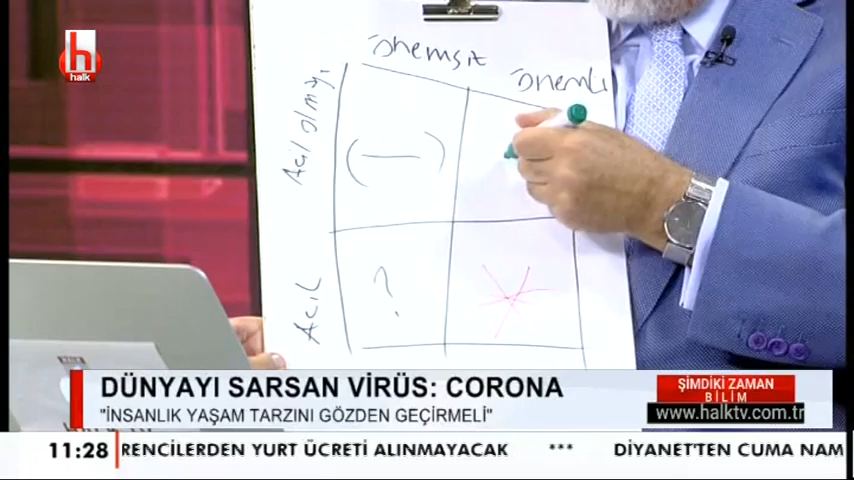 h
halk
önemsiz
önemli
Acil olmayı
( — )
Acil
?
DÜNYAYI SARSAN VİRÜS: CORONA
"İNSANLIK YAŞAM TARZINI GÖZDEN GEÇİRMELİ"
ŞİMDİKİ ZAMAN
BİLİM
www.halktv.com.tr
11:28
RENCİLERDEN YURT ÜCRETİ ALINMAYACAK *** DİYANET'TEN CUMA NAM